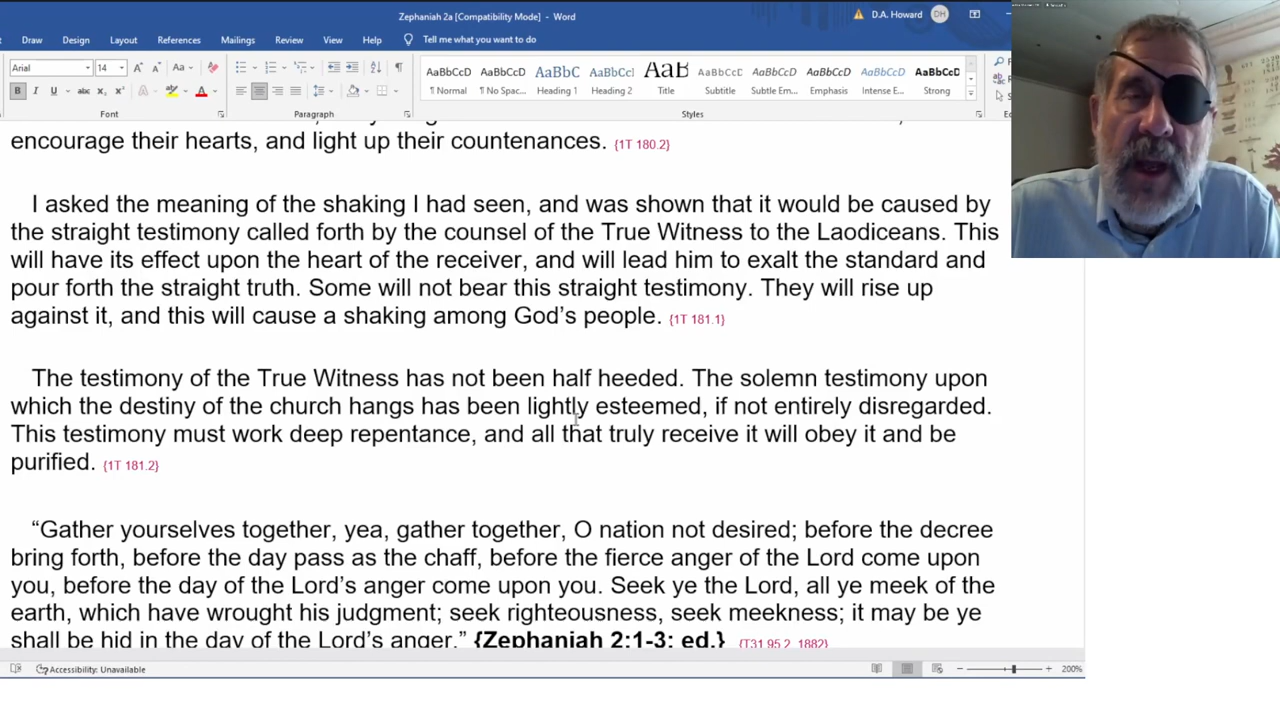 Zephaniah 2a [Compatibility Mode] - Word
D.A. Howard DH
Draw Design Layout References Mailings Review View Help Tell me what you want to do
Arial 14 A A Aa
AaBbCcD AaBbCcD AaBbC AaBbCcI AaB AaBbCcD AaBbCcD AaBbCcD AaBbCcD AaBbCcD
B I U abc x₂ x² A A
¶ Normal ¶ No Spac... Heading 1 Heading 2 Title Subtitle Subtle Em... Emphasis Intense E... Strong
Font Paragraph Styles
encourage their hearts, and light up their countenances. {1T 180.2}
I asked the meaning of the shaking I had seen, and was shown that it would be caused by
the straight testimony called forth by the counsel of the True Witness to the Laodiceans. This
will have its effect upon the heart of the receiver, and will lead him to exalt the standard and
pour forth the straight truth. Some will not bear this straight testimony. They will rise up
against it, and this will cause a shaking among God’s people. {1T 181.1}
The testimony of the True Witness has not been half heeded. The solemn testimony upon
which the destiny of the church hangs has been lightly esteemed, if not entirely disregarded.
This testimony must work deep repentance, and all that truly receive it will obey it and be
purified. {1T 181.2}
“Gather yourselves together, yea, gather together, O nation not desired; before the decree
bring forth, before the day pass as the chaff, before the fierce anger of the Lord come upon
you, before the day of the Lord’s anger come upon you. Seek ye the Lord, all ye meek of the
earth, which have wrought his judgment; seek righteousness, seek meekness; it may be ye
shall be hid in the day of the Lord’s anger.” {Zephaniah 2:1-3; ed.} {T31 95.2, 1882}
Accessibility: Unavailable 200%